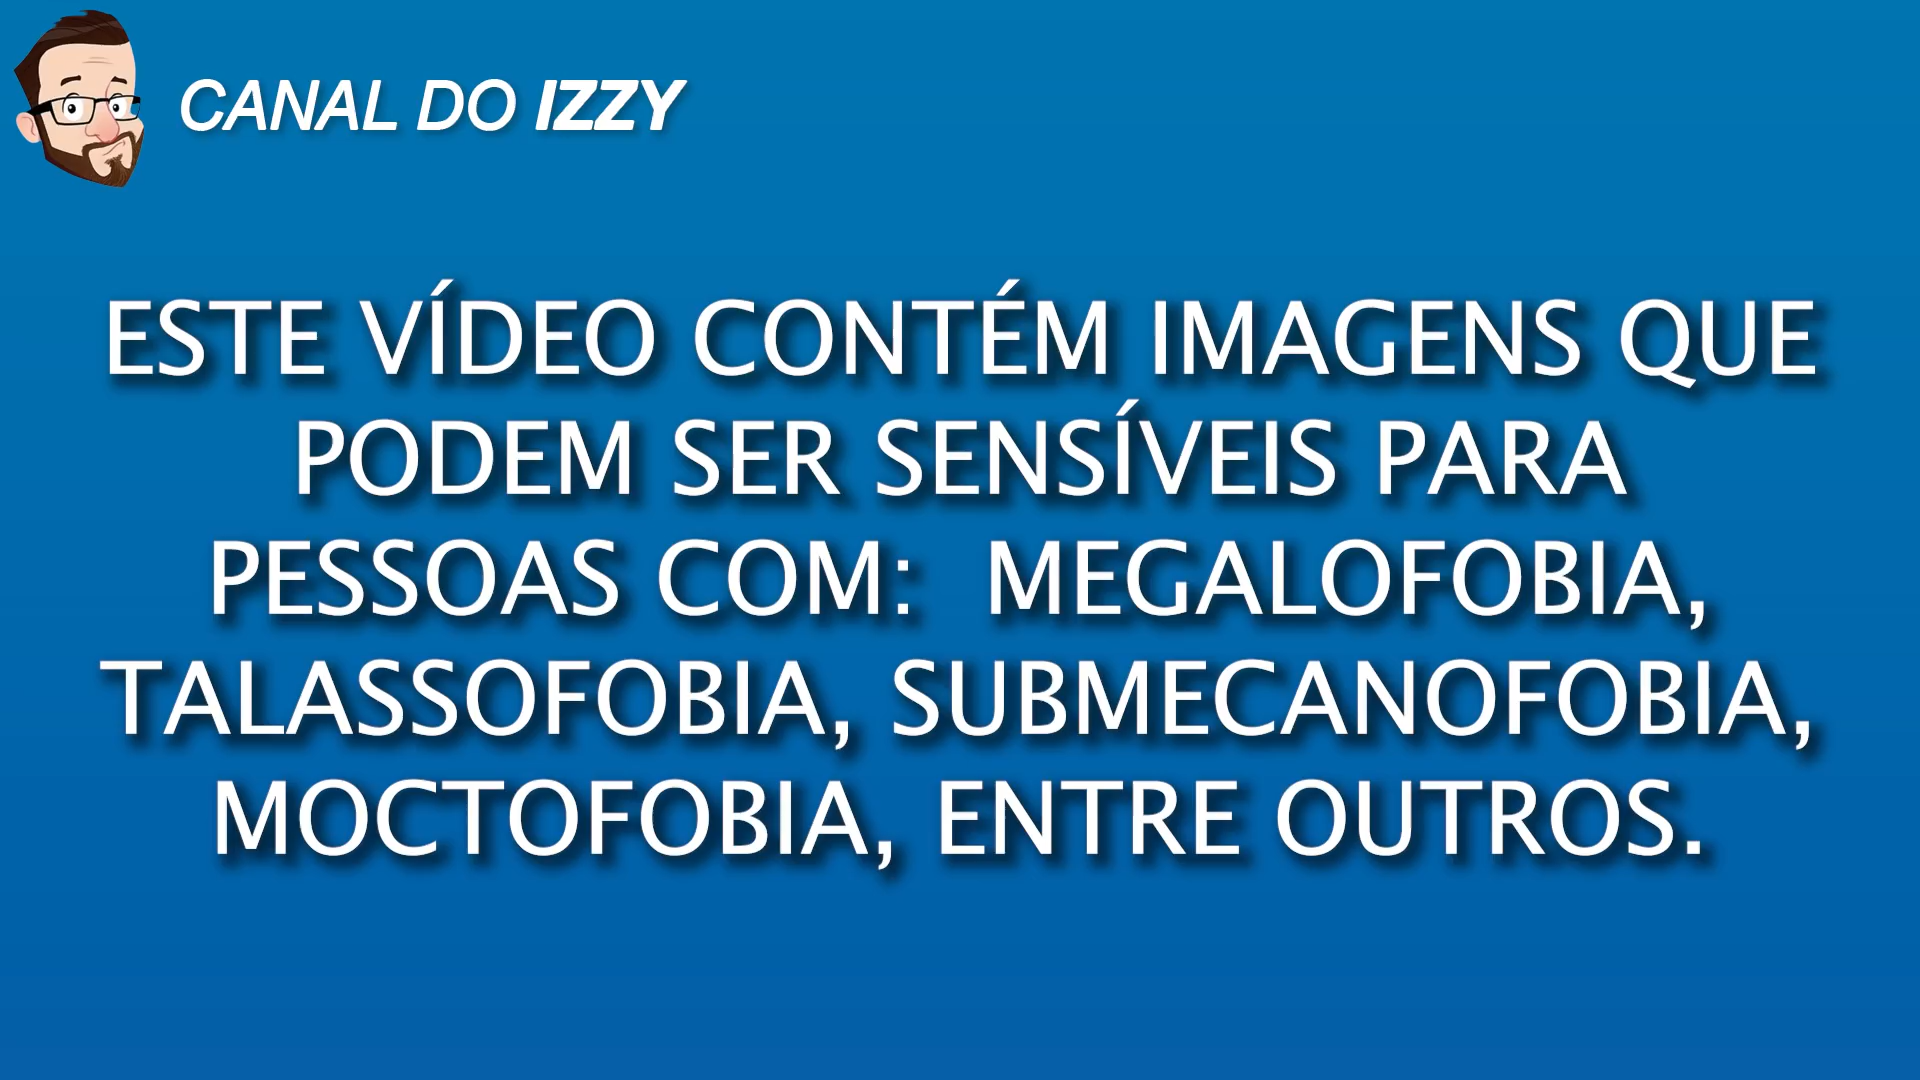 CANAL DO IZZY
ESTE VÍDEO CONTÉM IMAGENS QUE
PODEM SER SENSÍVEIS PARA
PESSOAS COM: MEGALOFOBIA,
TALASSOFOBIA, SUBMECANOFOBIA,
MOCTOFOBIA, ENTRE OUTROS.